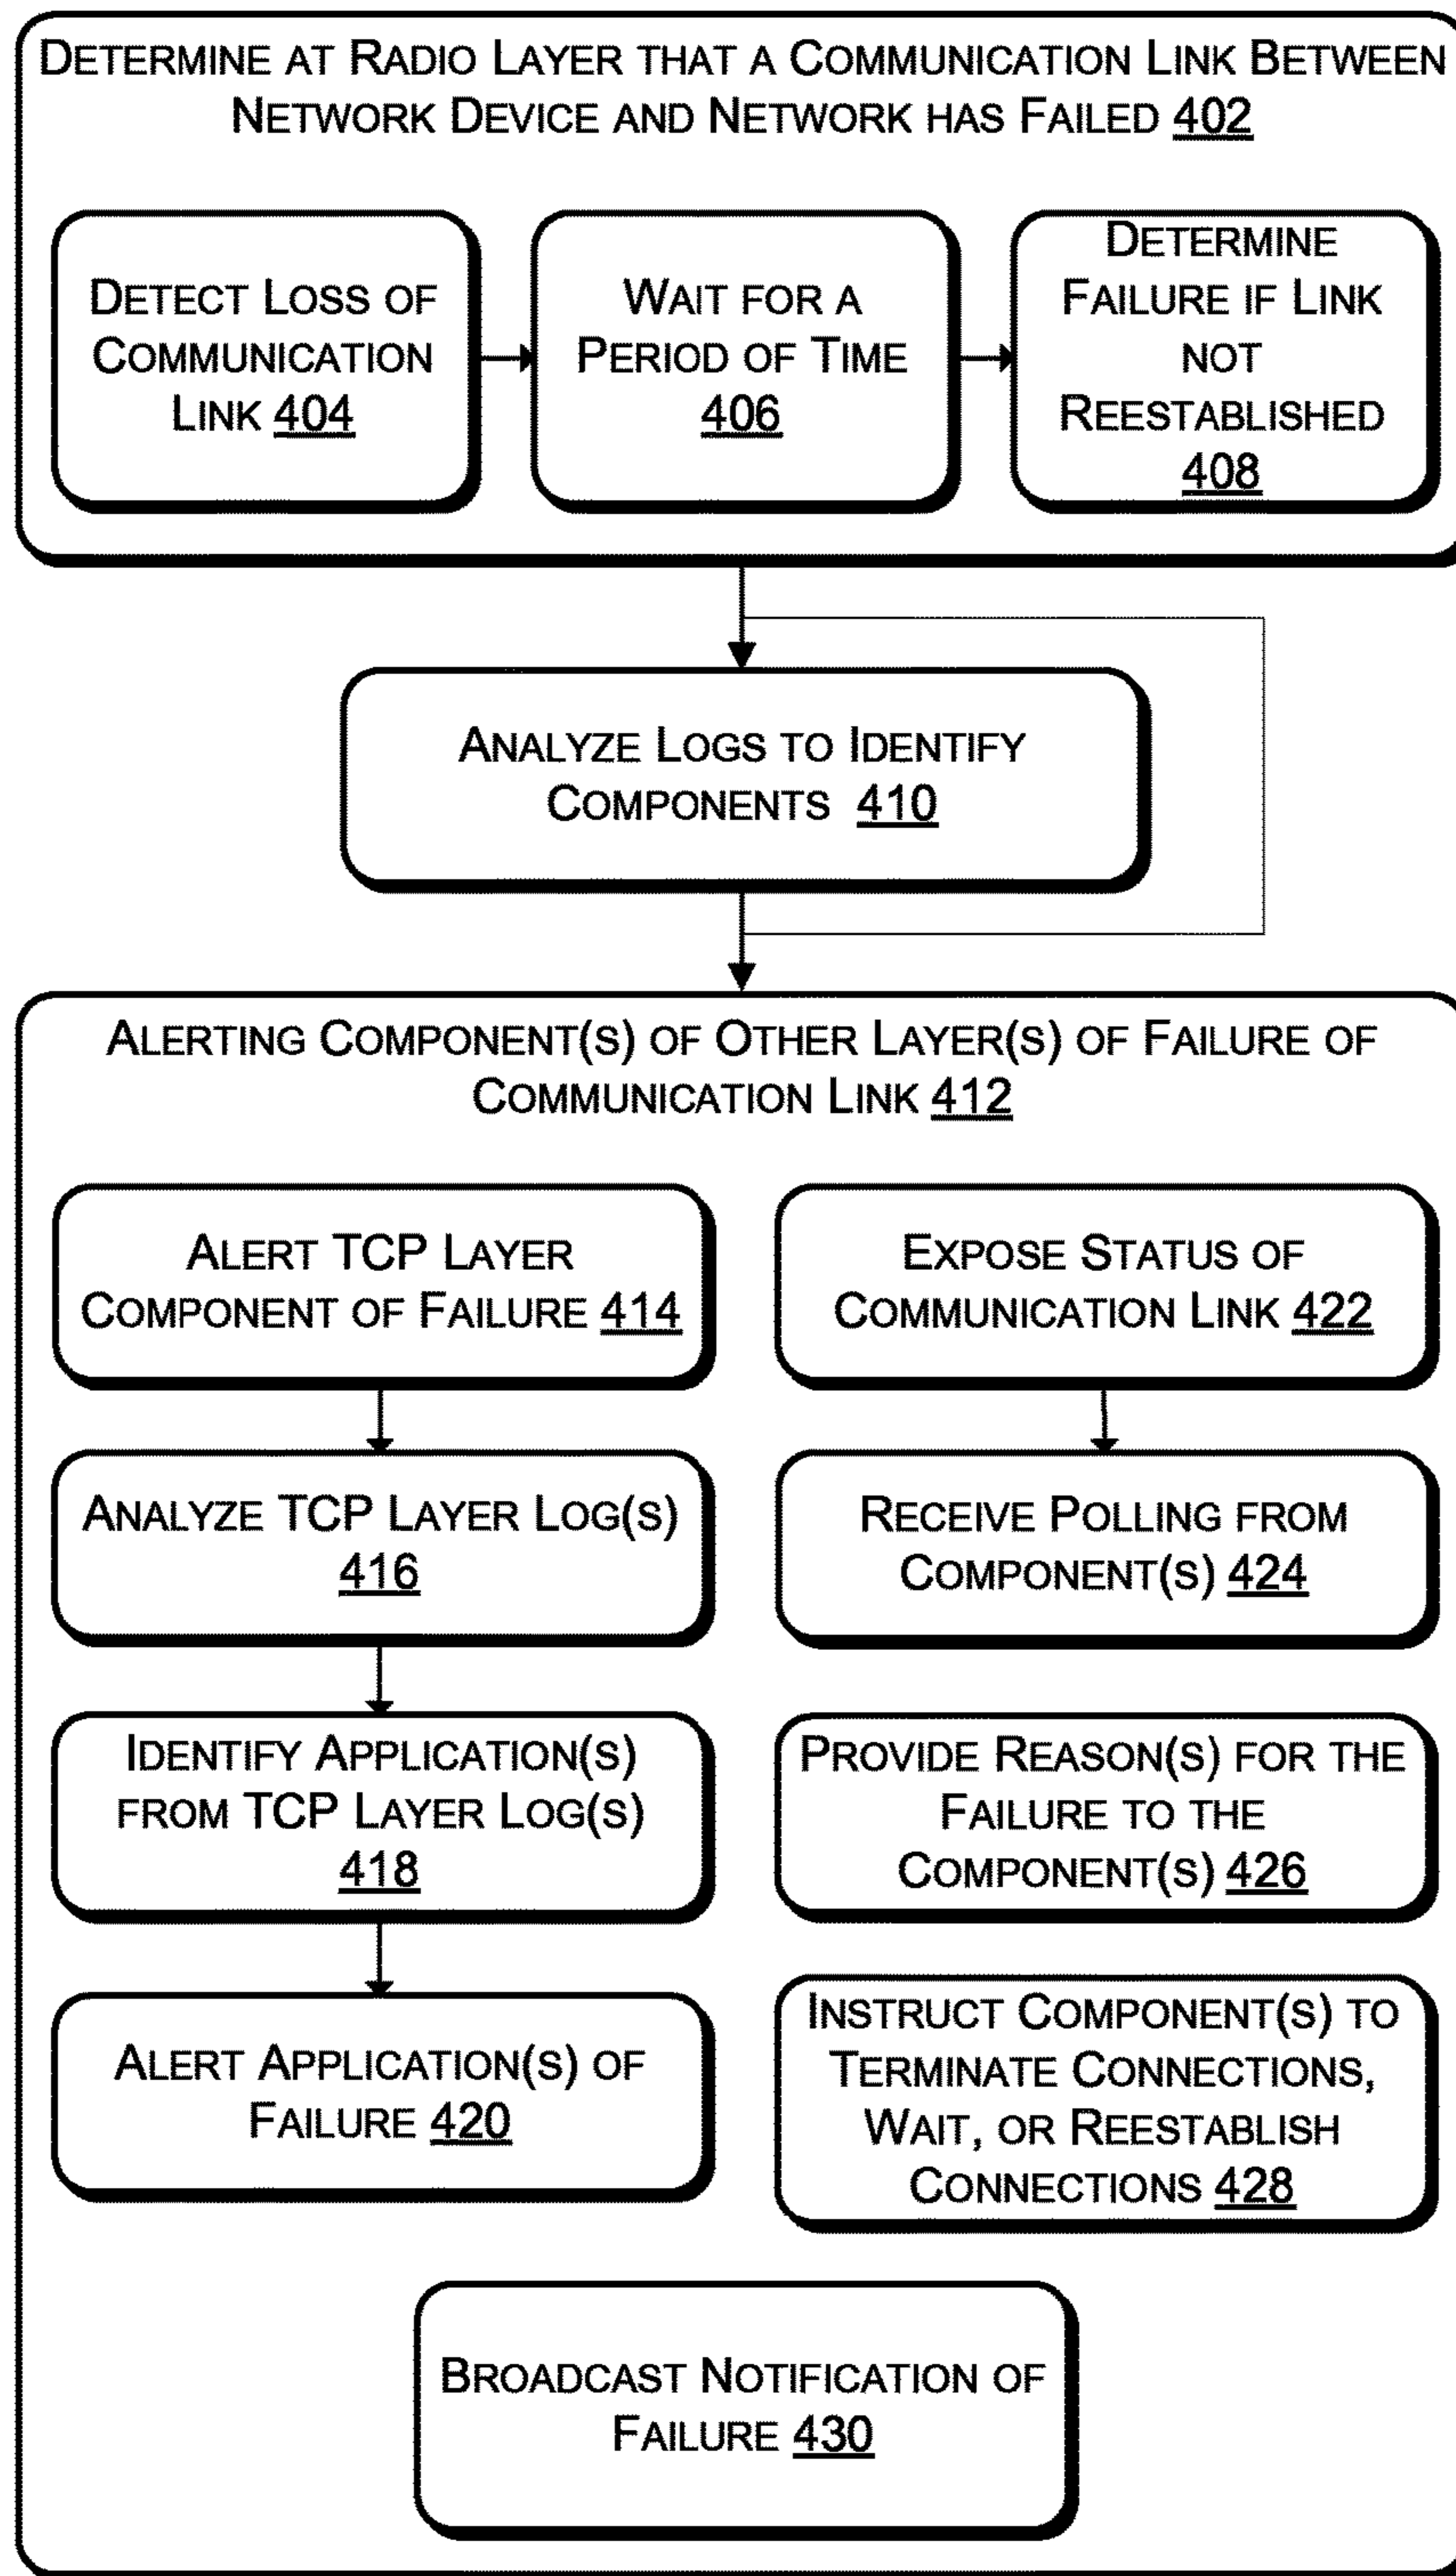 DETERMINE AT RADIO LAYER THAT A COMMUNICATION LINK BETWEEN
NETWORK DEVICE AND NETWORK HAS FAILED 402
DETECT LOSS OF
COMMUNICATION
LINK 404
WAIT FOR A
PERIOD OF TIME
406
DETERMINE
FAILURE IF LINK
NOT
REESTABLISHED
408
ANALYZE LOGS TO IDENTIFY
COMPONENTS 410
ALERTING COMPONENT(S) OF OTHER LAYER(S) OF FAILURE OF
COMMUNICATION LINK 412
ALERT TCP LAYER
COMPONENT OF FAILURE 414
ANALYZE TCP LAYER LOG(S)
416
IDENTIFY APPLICATION(S)
FROM TCP LAYER LOG(S)
418
ALERT APPLICATION(S) OF
FAILURE 420
EXPOSE STATUS OF
COMMUNICATION LINK 422
RECEIVE POLLING FROM
COMPONENT(S) 424
PROVIDE REASON(S) FOR THE
FAILURE TO THE
COMPONENT(S) 426
INSTRUCT COMPONENT(S) TO
TERMINATE CONNECTIONS,
WAIT, OR REESTABLISH
CONNECTIONS 428
BROADCAST NOTIFICATION OF
FAILURE 430